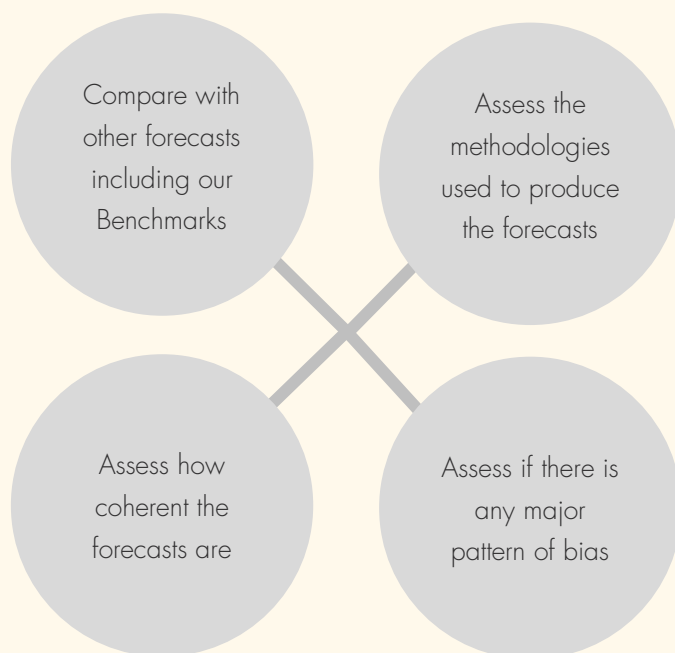 Compare with
other forecasts
including our
Benchmarks
Assess the
methodologies
used to produce
the forecasts
Assess how
coherent the
forecasts are
Assess if there is
any major
pattern of bias